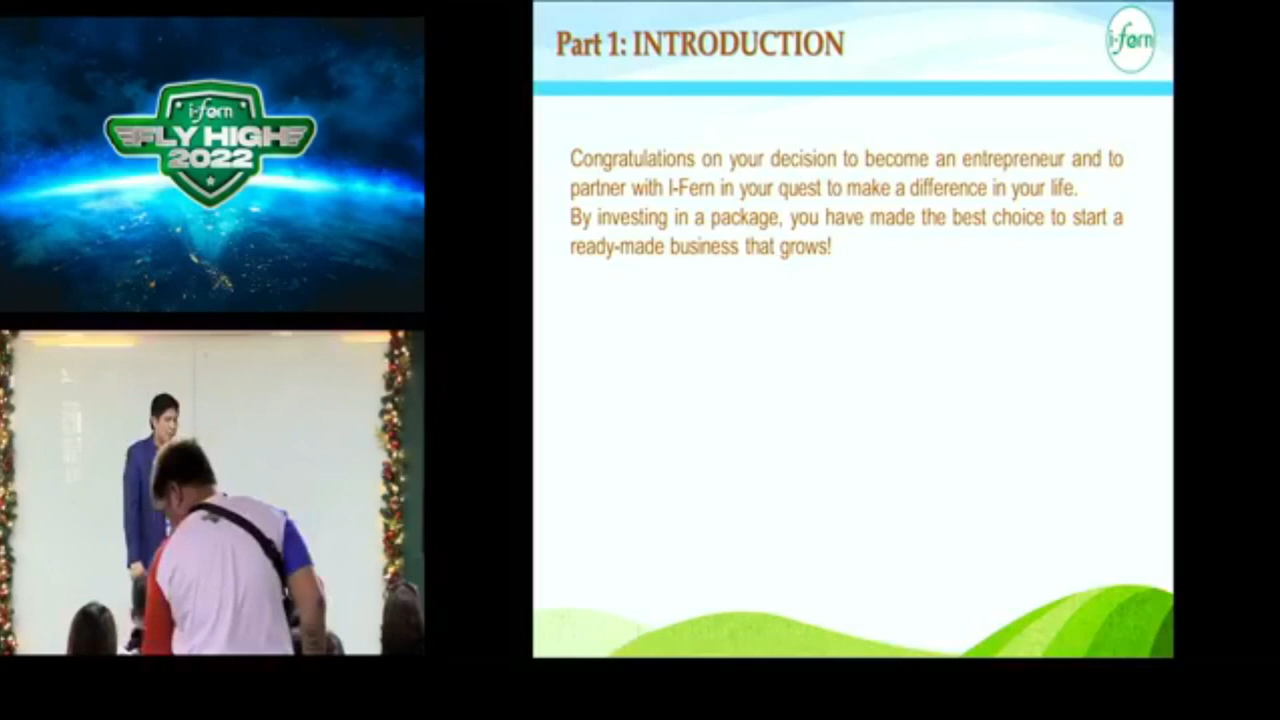 i-fern
FLY HIGH
2022
Part 1: INTRODUCTION
i-fern
Congratulations on your decision to become an entrepreneur and to
partner with I-Fern in your quest to make a difference in your life.
By investing in a package, you have made the best choice to start a
ready-made business that grows!